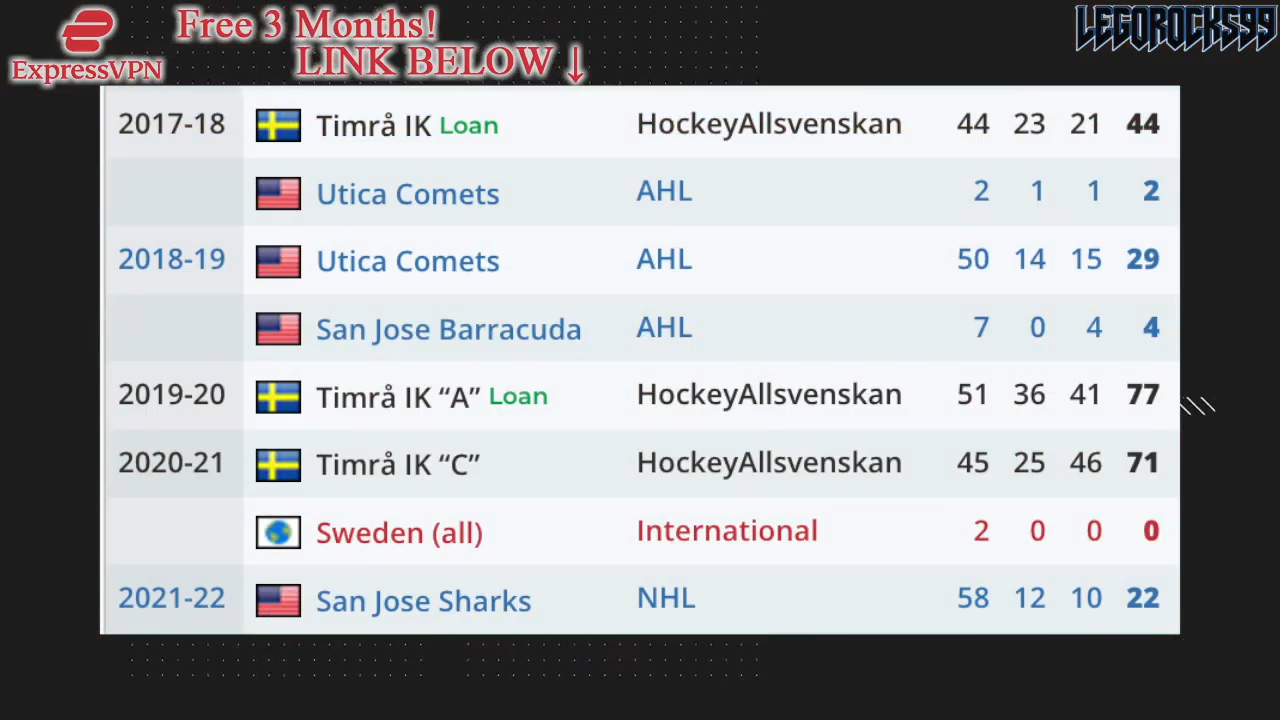 Free 3 Months!
LINK BELOW ↓
ExpressVPN
LEGOROCKS99
2017-18 Timrå IK Loan HockeyAllsvenskan 44 23 21 44
Utica Comets AHL 2 1 1 2
2018-19 Utica Comets AHL 50 14 15 29
San Jose Barracuda AHL 7 0 4 4
2019-20 Timrå IK “A” Loan HockeyAllsvenskan 51 36 41 77
2020-21 Timrå IK “C” HockeyAllsvenskan 45 25 46 71
Sweden (all) International 2 0 0 0
2021-22 San Jose Sharks NHL 58 12 10 22